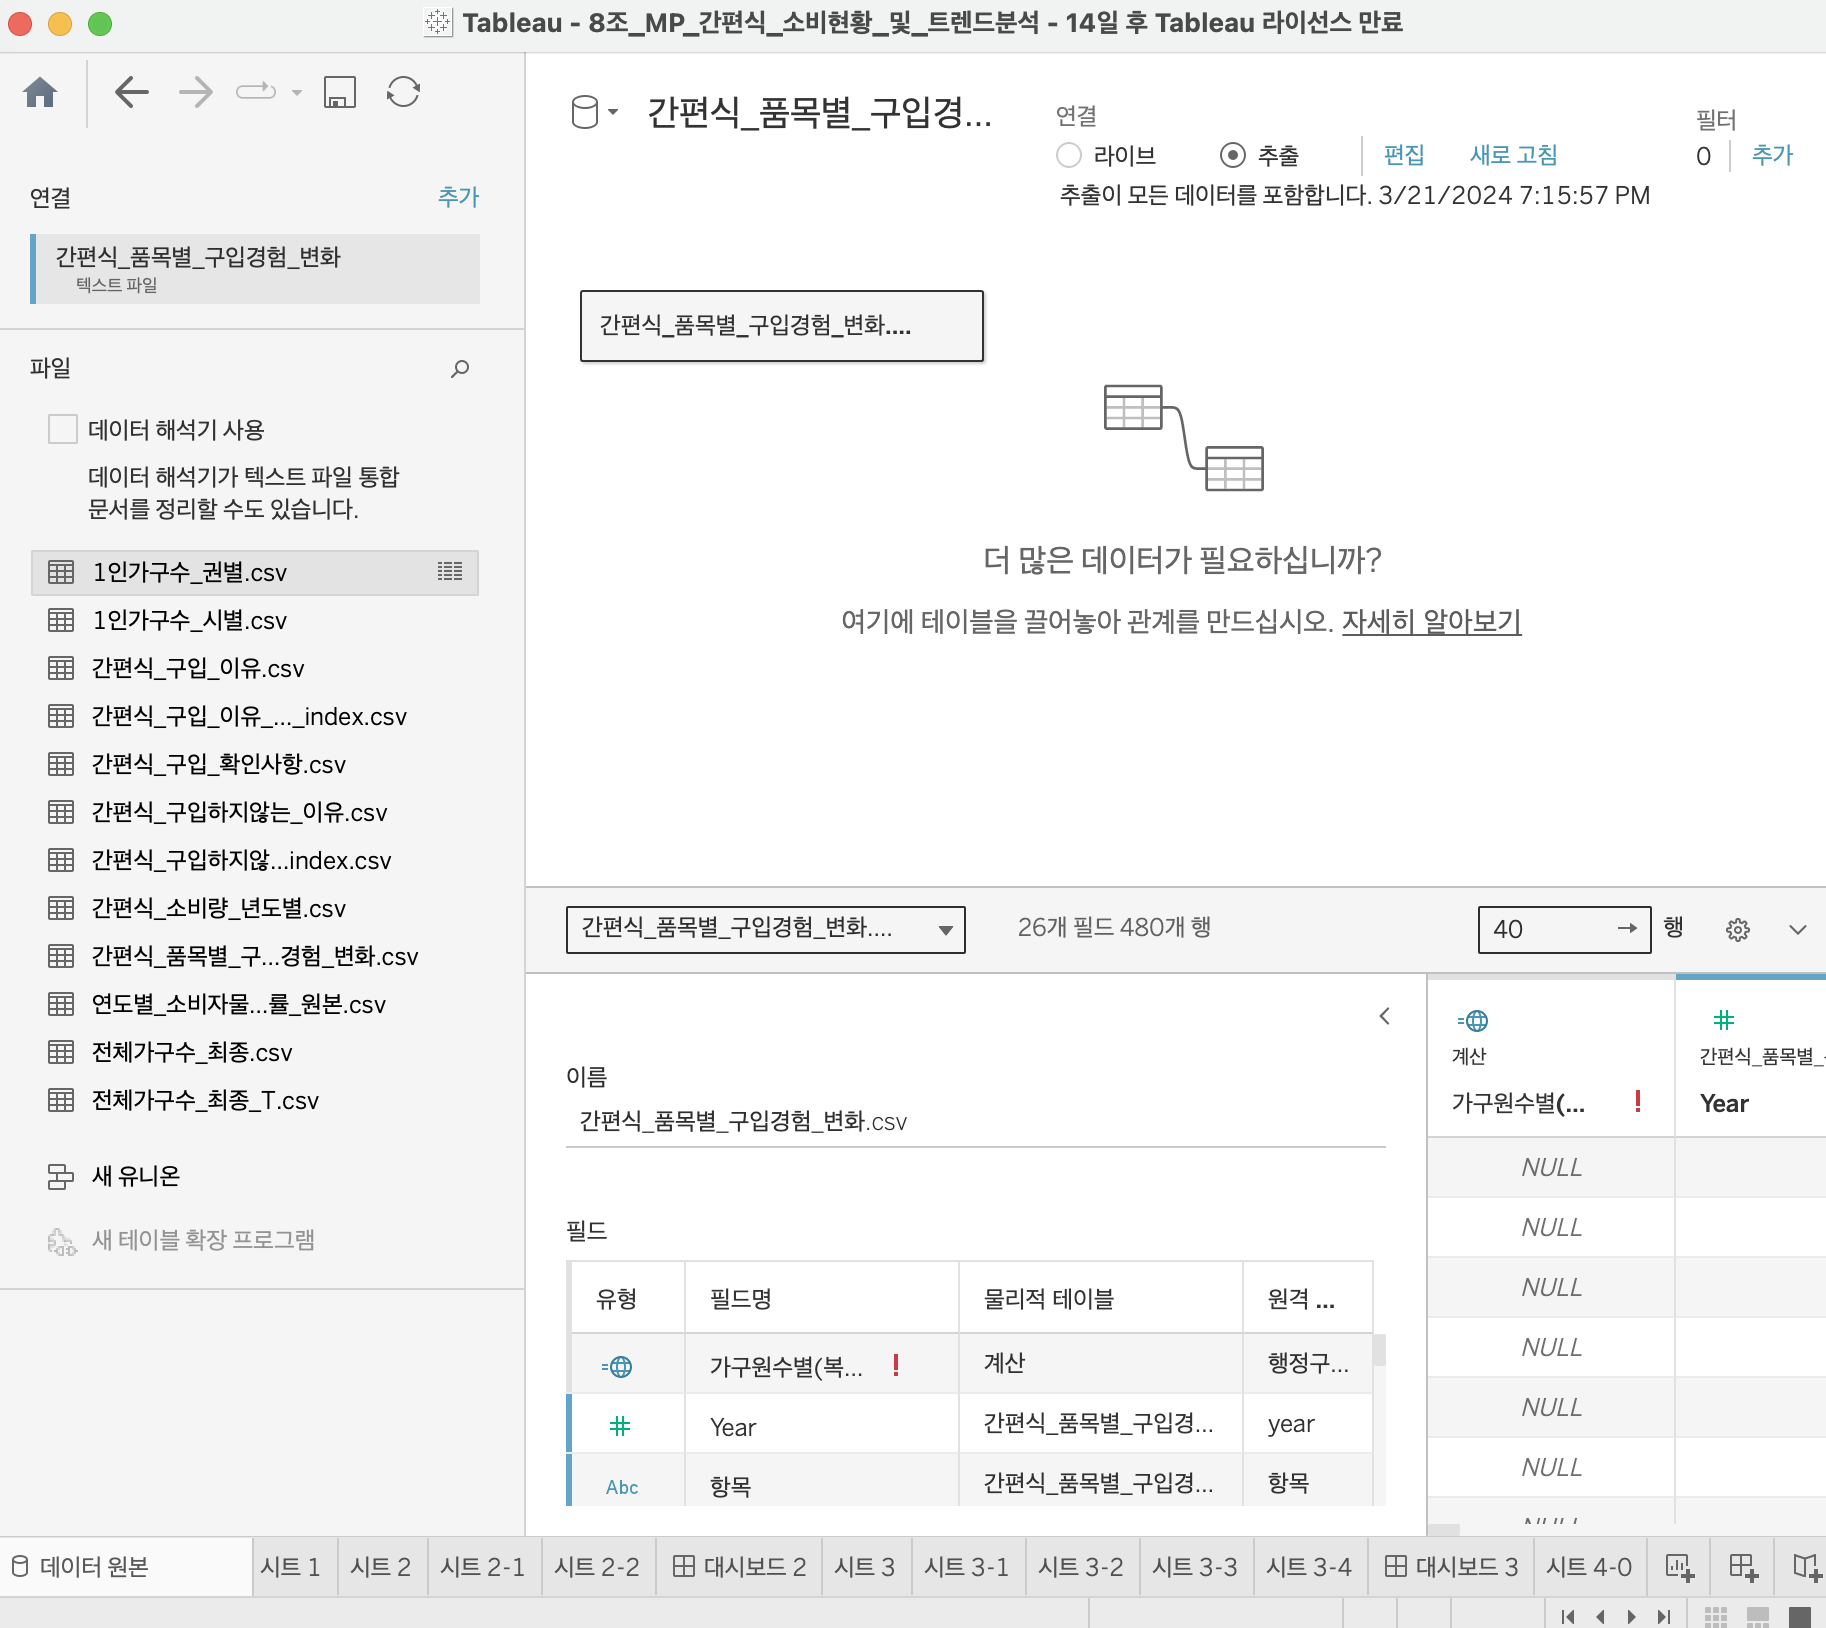 Tableau - 8조_MP_간편식_소비현황_및_트렌드분석 - 14일 후 Tableau 라이선스 만료
연결
추가
간편식_품목별_구입경험_변화
텍스트 파일
파일
데이터 해석기 사용
데이터 해석기가 텍스트 파일 통합
문서를 정리할 수도 있습니다.
1인가구수_권별.csv
1인가구수_시별.csv
간편식_구입_이유.csv
간편식_구입_이유_..._index.csv
간편식_구입_확인사항.csv
간편식_구입하지않는_이유.csv
간편식_구입하지않...index.csv
간편식_소비량_년도별.csv
간편식_품목별_구...경험_변화.csv
연도별_소비자물...률_원본.csv
전체가구수_최종.csv
전체가구수_최종_T.csv
새 유니온
새 테이블 확장 프로그램
간편식_품목별_구입경...
연결
라이브
추출
편집
새로 고침
필터
0
추가
추출이 모든 데이터를 포함합니다. 3/21/2024 7:15:57 PM
간편식_품목별_구입경험_변화....
더 많은 데이터가 필요하십니까?
여기에 테이블을 끌어놓아 관계를 만드십시오. 자세히 알아보기
간편식_품목별_구입경험_변화....
26개 필드 480개 행
40
행
이름
간편식_품목별_구입경험_변화.csv
필드
유형 필드명 물리적 테이블 원격 ...
가구원수별(복... ! 계산 행정구...
Year 간편식_품목별_구입경... year
Abc 항목 간편식_품목별_구입경... 항목
계산
가구원수별(... !
간편식_품목별_
Year
NULL
NULL
NULL
NULL
NULL
NULL
NULL
데이터 원본
시트 1
시트 2
시트 2-1
시트 2-2
대시보드 2
시트 3
시트 3-1
시트 3-2
시트 3-3
시트 3-4
대시보드 3
시트 4-0